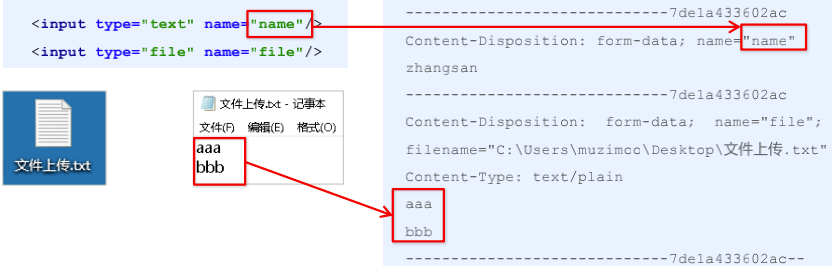 <input type="text" name="name"/>
<input type="file" name="file"/>
文件上传.txt
文件上传.txt - 记事本
文件(F) 编辑(E) 格式(O)
aaa
bbb
-----------------------------7de1a433602ac
Content-Disposition: form-data; name="name"
zhangsan
-----------------------------7de1a433602ac
Content-Disposition: form-data; name="file";
filename="C:\Users\muzimoo\Desktop\文件上传.txt"
Content-Type: text/plain
aaa
bbb
-----------------------------7de1a433602ac--